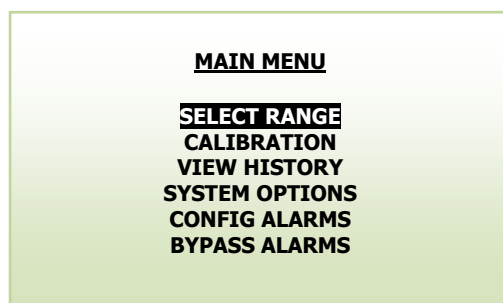 MAIN MENU
SELECT RANGE
CALIBRATION
VIEW HISTORY
SYSTEM OPTIONS
CONFIG ALARMS
BYPASS ALARMS